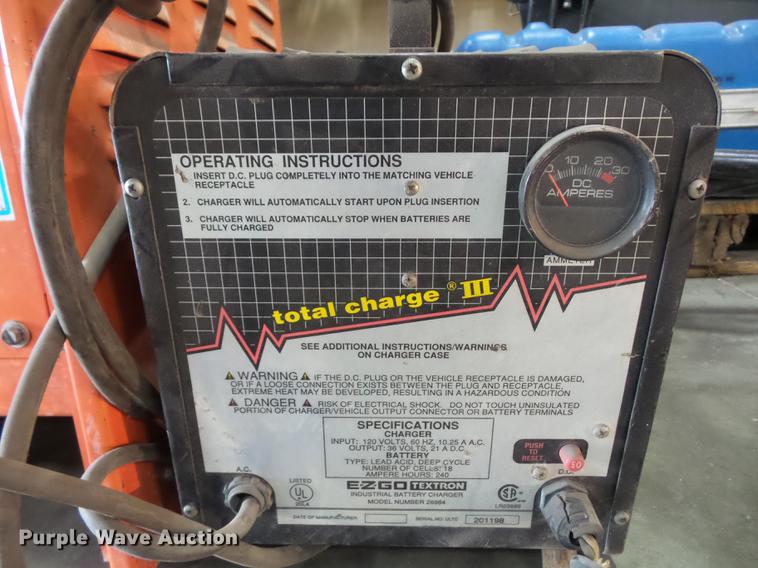 OPERATING INSTRUCTIONS
1. INSERT D.C. PLUG COMPLETELY INTO THE MATCHING VEHICLE
RECEPTACLE
2. CHARGER WILL AUTOMATICALLY START UPON PLUG INSERTION
3. CHARGER WILL AUTOMATICALLY STOP WHEN BATTERIES ARE
FULLY CHARGED
0 10 20 30
DC
AMPERES
AMMETER
total charge ® III
SEE ADDITIONAL INSTRUCTIONS/WARNINGS
ON CHARGER CASE
WARNING IF THE D.C. PLUG OR THE VEHICLE RECEPTACLE IS DAMAGED,
OR IF A LOOSE CONNECTION EXISTS BETWEEN THE PLUG AND RECEPTACLE,
EXTREME HEAT MAY BE DEVELOPED, RESULTING IN A HAZARDOUS CONDITION
DANGER RISK OF ELECTRICAL SHOCK. DO NOT TOUCH UNINSULATED
PORTION OF CHARGER/VEHICLE OUTPUT CONNECTOR OR BATTERY TERMINALS
SPECIFICATIONS
CHARGER
INPUT: 120 VOLTS, 60 HZ, 10.25 A A.C.
OUTPUT: 36 VOLTS, 21 A D.C.
BATTERY
TYPE: LEAD ACID, DEEP CYCLE
NUMBER OF CELLS: 18
AMPERE HOURS: 240
PUSH
TO
RESET
50
A.C.
D.C.
LISTED
UL
20L4
E-Z-GO TEXTRON
INDUSTRIAL BATTERY CHARGER
MODEL NUMBER 26984
SA
DATE OF MANUFACTURER
SERIAL NO. ULTC 201198
Purple Wave Auction